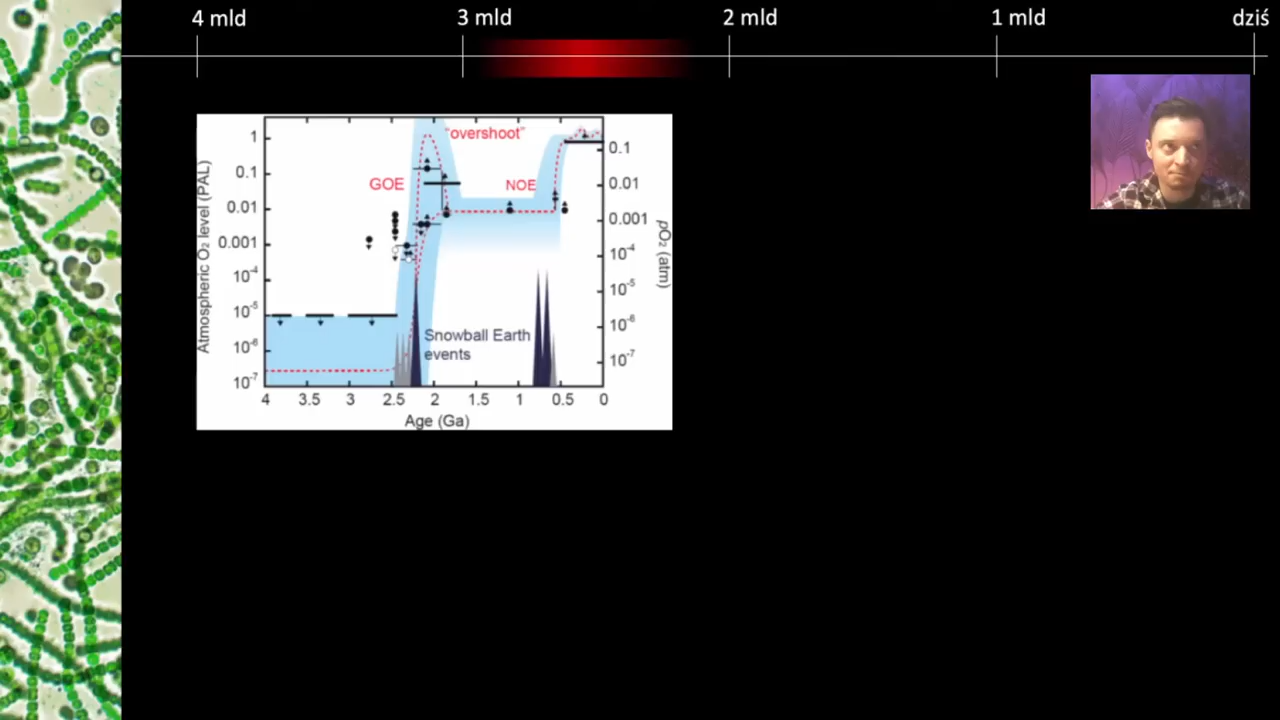 4 mld
3 mld
2 mld
1 mld
dziś
"overshoot"
GOE
NOE
Snowball Earth
events
Atmospheric O₂ level (PAL)
1
0.1
0.01
0.001
10⁻⁴
10⁻⁵
10⁻⁶
10⁻⁷
0.1
0.01
0.001
10⁻⁴
10⁻⁵
10⁻⁶
10⁻⁷
pO₂ (atm)
4 3.5 3 2.5 2 1.5 1 0.5 0
Age (Ga)